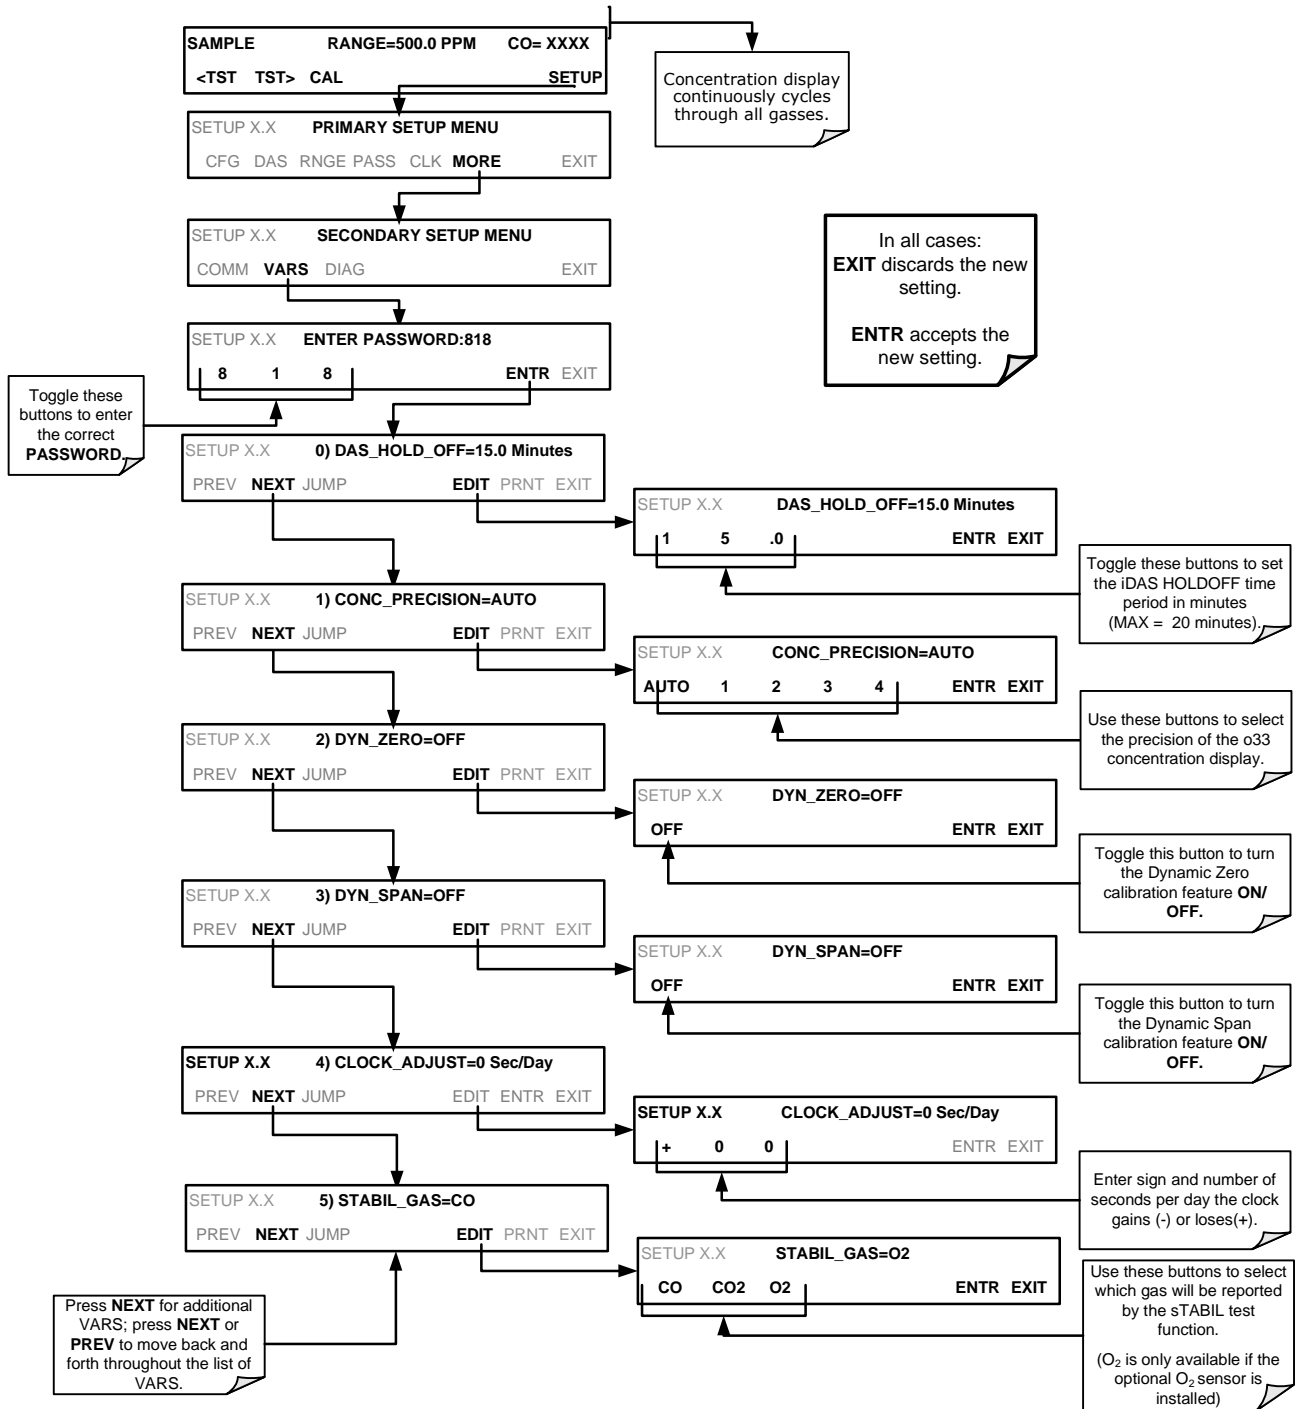 SAMPLE RANGE=500.0 PPM CO= XXXX
<TST TST> CAL SETUP
Concentration display
continuously cycles
through all gasses.
SETUP X.X PRIMARY SETUP MENU
CFG DAS RNGE PASS CLK MORE EXIT
SETUP X.X SECONDARY SETUP MENU
COMM VARS DIAG EXIT
In all cases:
EXIT discards the new
setting.
ENTR accepts the
new setting.
SETUP X.X ENTER PASSWORD:818
8 1 8 ENTR EXIT
Toggle these
buttons to enter
the correct
PASSWORD.
SETUP X.X 0) DAS_HOLD_OFF=15.0 Minutes
PREV NEXT JUMP EDIT PRNT EXIT
SETUP X.X DAS_HOLD_OFF=15.0 Minutes
1 5 .0 ENTR EXIT
Toggle these buttons to set
the iDAS HOLDOFF time
period in minutes
(MAX = 20 minutes).
SETUP X.X 1) CONC_PRECISION=AUTO
PREV NEXT JUMP EDIT PRNT EXIT
SETUP X.X CONC_PRECISION=AUTO
AUTO 1 2 3 4 ENTR EXIT
Use these buttons to select
the precision of the o33
concentration display.
SETUP X.X 2) DYN_ZERO=OFF
PREV NEXT JUMP EDIT PRNT EXIT
SETUP X.X DYN_ZERO=OFF
OFF ENTR EXIT
Toggle this button to turn
the Dynamic Zero
calibration feature ON/
OFF.
SETUP X.X 3) DYN_SPAN=OFF
PREV NEXT JUMP EDIT PRNT EXIT
SETUP X.X DYN_SPAN=OFF
OFF ENTR EXIT
Toggle this button to turn
the Dynamic Span
calibration feature ON/
OFF.
SETUP X.X 4) CLOCK_ADJUST=0 Sec/Day
PREV NEXT JUMP EDIT ENTR EXIT
SETUP X.X CLOCK_ADJUST=0 Sec/Day
+ 0 0 ENTR EXIT
Enter sign and number of
seconds per day the clock
gains (-) or loses(+).
SETUP X.X 5) STABIL_GAS=CO
PREV NEXT JUMP EDIT PRNT EXIT
SETUP X.X STABIL_GAS=O2
CO CO2 O2 ENTR EXIT
Use these buttons to select
which gas will be reported
by the sTABIL test
function.
(O2 is only available if the
optional O2 sensor is
installed)
Press NEXT for additional
VARS; press NEXT or
PREV to move back and
forth throughout the list of
VARS.